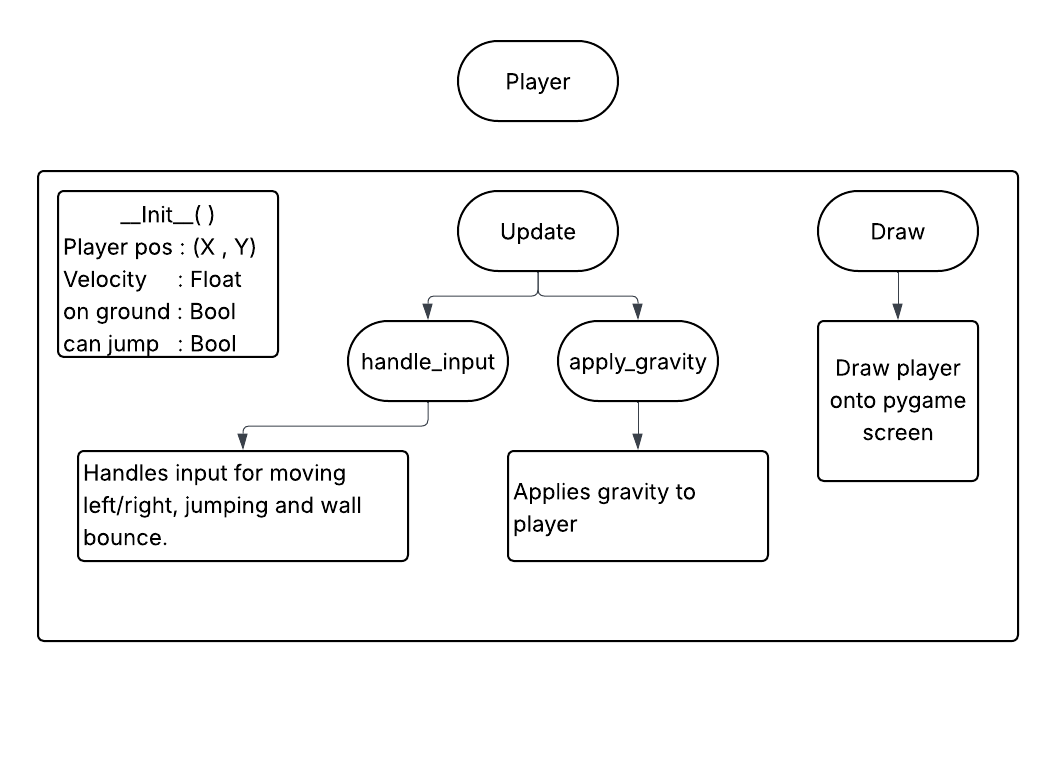 Player
__Init__( )
Player pos : (X , Y)
Velocity : Float
on ground : Bool
can jump : Bool
Update
Draw
handle_input
apply_gravity
Draw player
onto pygame
screen
Handles input for moving
left/right, jumping and wall
bounce.
Applies gravity to
player